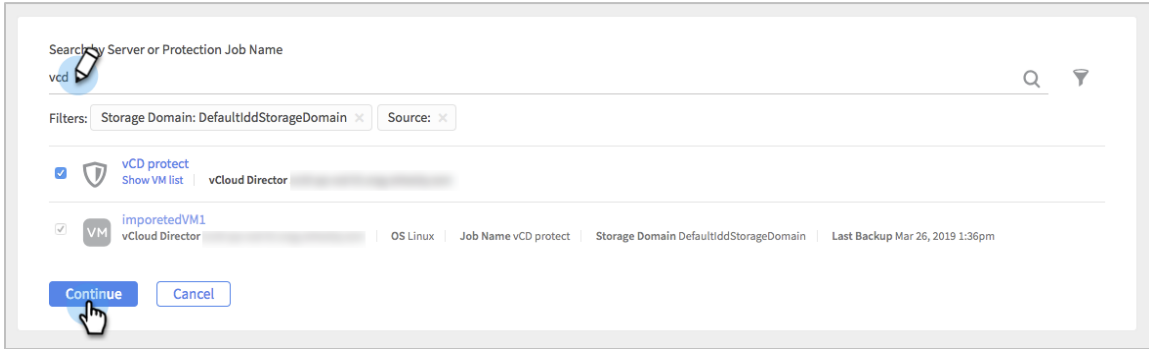 Search by Server or Protection Job Name
vcd
Filters: Storage Domain: DefaultIddStorageDomain × Source: ×
vCD protect
Show VM list vCloud Director
VM
imporetedVM1
vCloud Director OS Linux Job Name vCD protect Storage Domain DefaultIddStorageDomain Last Backup Mar 26, 2019 1:36pm
Continue Cancel